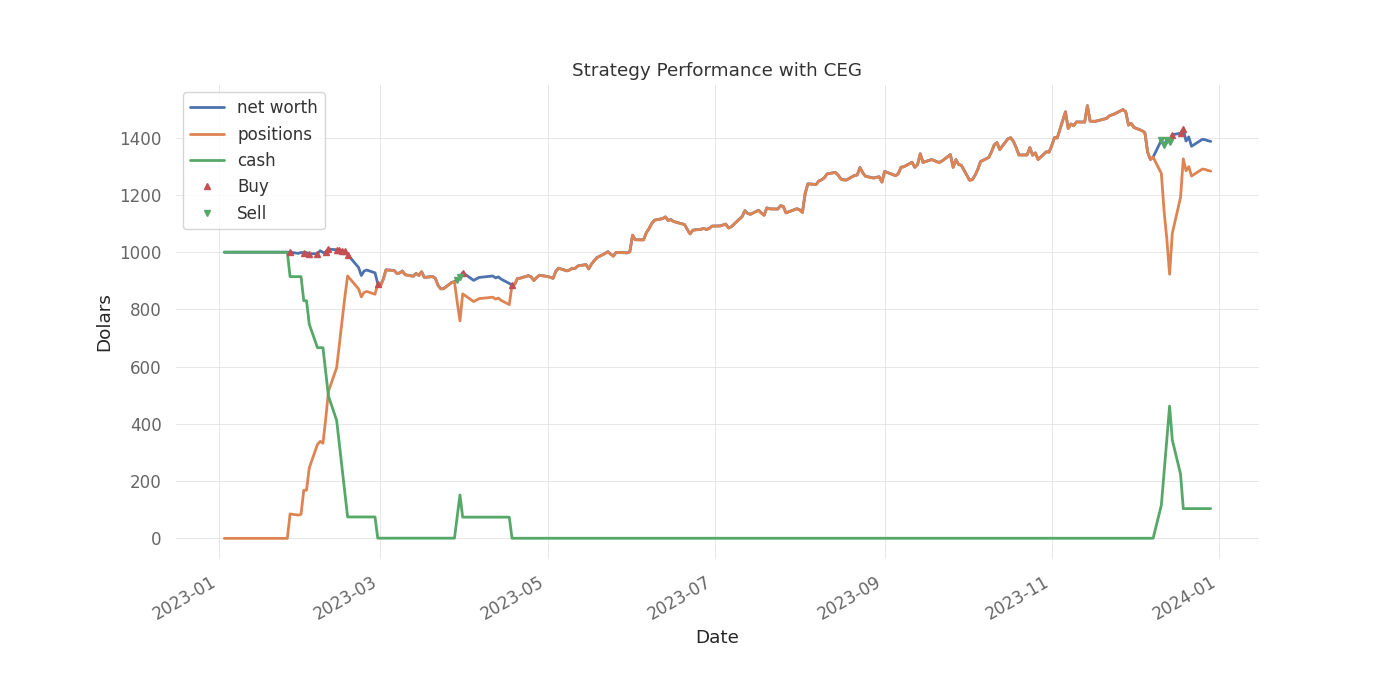 Strategy Performance with CEG
net worth
positions
cash
Buy
Sell
1400
1200
1000
800
600
400
200
0
Dolars
2023-01
2023-03
2023-05
2023-07
2023-09
2023-11
2024-01
Date